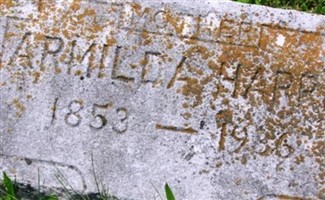 MOTHER
ARMILDA HARP
1853 – 1936